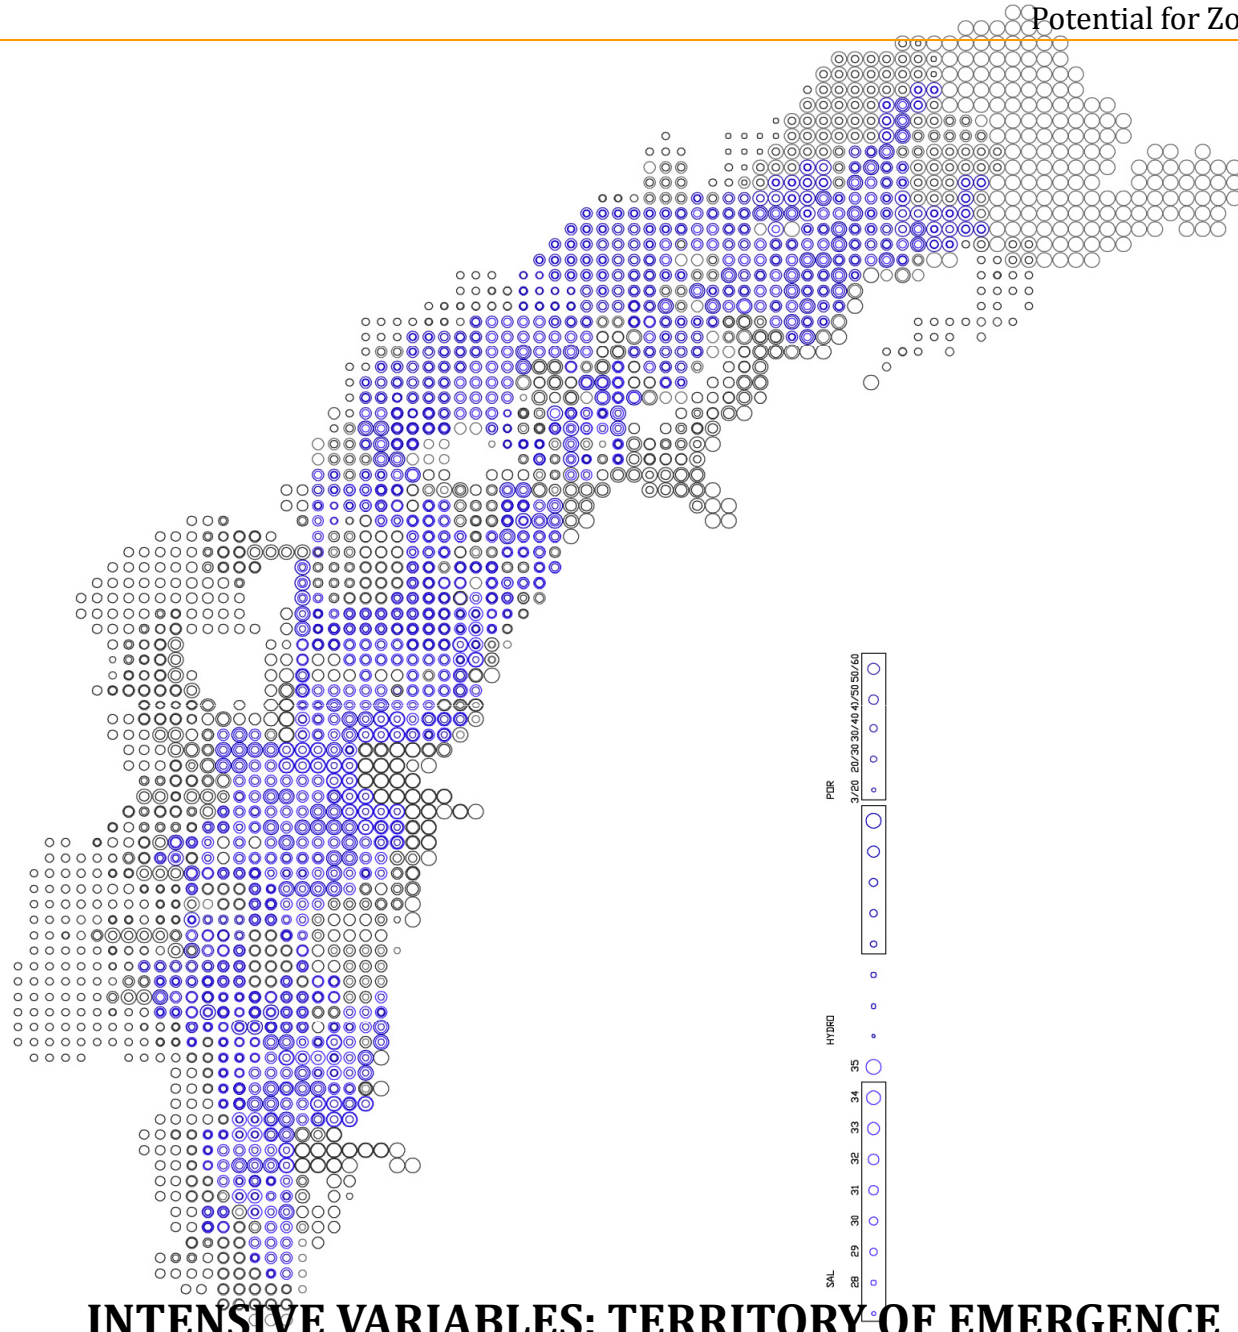 Potential for Zo
POR
3/20 20/30 30/40 40/50 50/60
HYDRO
SAL
28 29 30 31 32 33 34 35
INTENSIVE VARIABLES: TERRITORY OF EMERGENCE